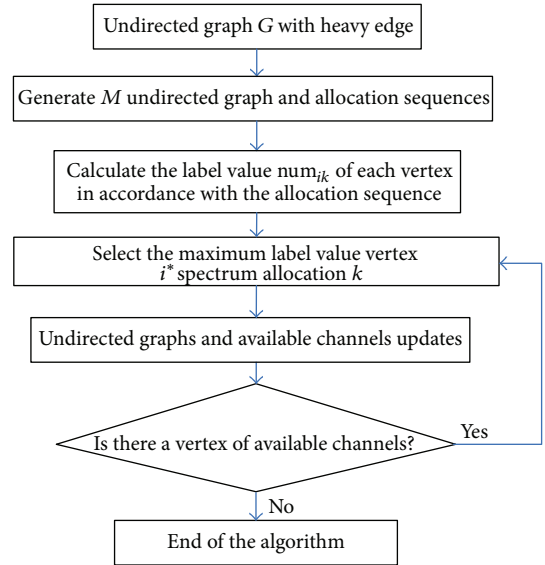 Undirected graph G with heavy edge
Generate M undirected graph and allocation sequences
Calculate the label value num_ik of each vertex
in accordance with the allocation sequence
Select the maximum label value vertex
i* spectrum allocation k
Undirected graphs and available channels updates
Is there a vertex of available channels?
Yes
No
End of the algorithm